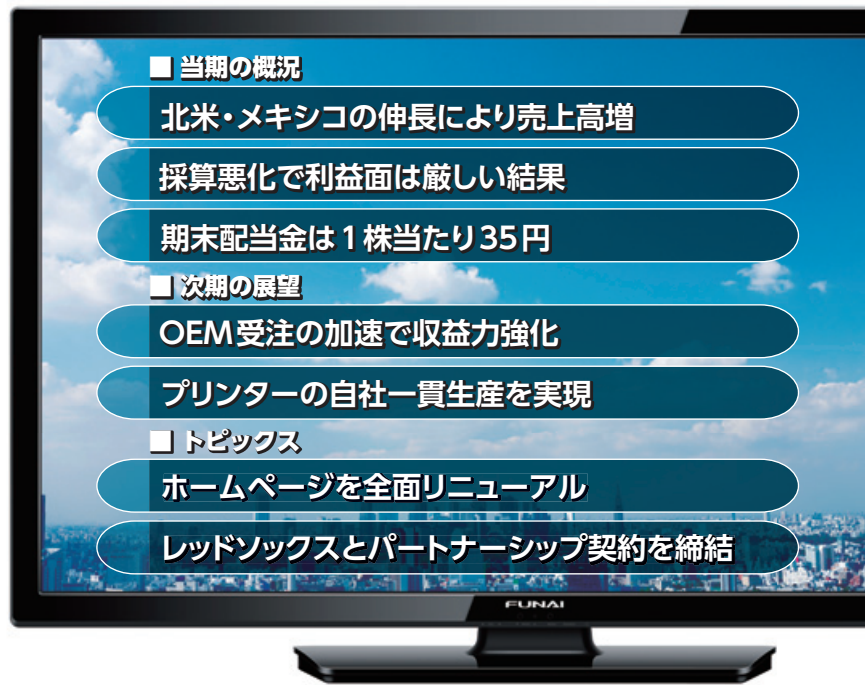 ■ 当期の概況
北米・メキシコの伸長により売上高増
採算悪化で利益面は厳しい結果
期末配当金は1株当たり35円
■ 次期の展望
OEM受注の加速で収益力強化
プリンターの自社一貫生産を実現
■ トピックス
ホームページを全面リニューアル
レッドソックスとパートナーシップ契約を締結
FUNAI